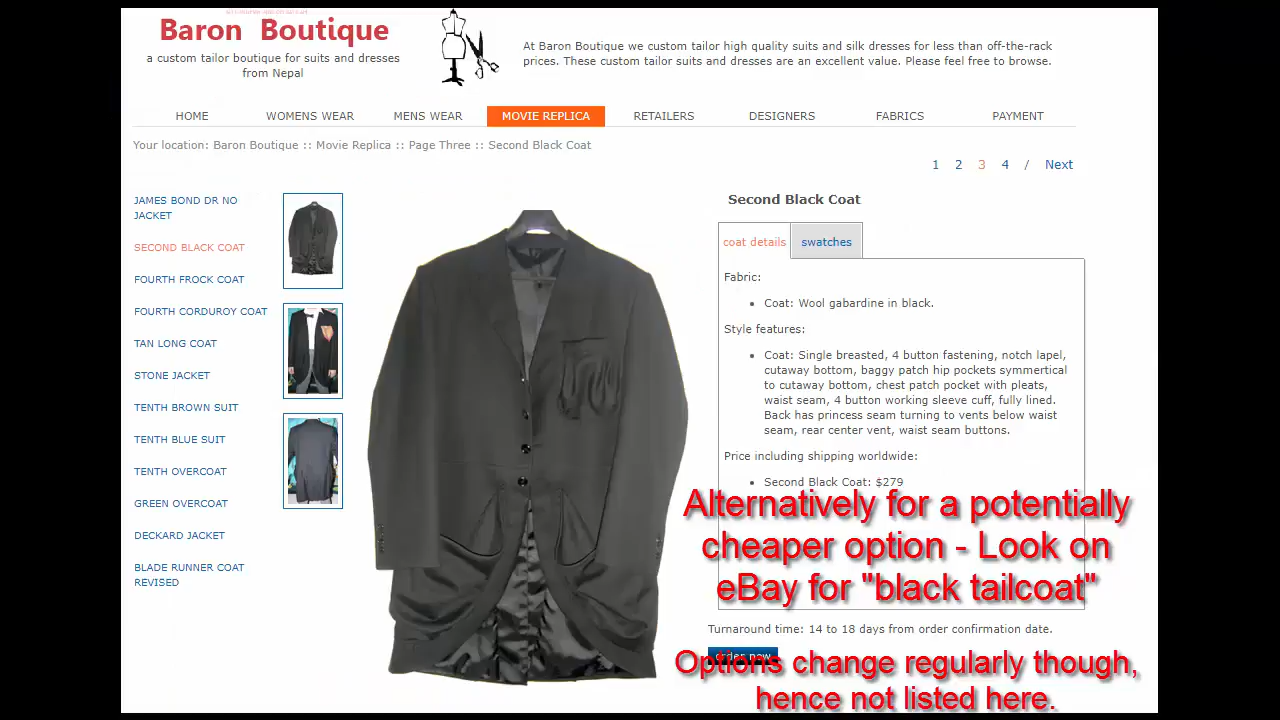 Baron Boutique
a custom tailor boutique for suits and dresses
from Nepal
At Baron Boutique we custom tailor high quality suits and silk dresses for less than off-the-rack
prices. These custom tailor suits and dresses are an excellent value. Please feel free to browse.
HOME WOMENS WEAR MENS WEAR MOVIE REPLICA RETAILERS DESIGNERS FABRICS PAYMENT
Your location: Baron Boutique :: Movie Replica :: Page Three :: Second Black Coat
1 2 3 4 / Next
JAMES BOND DR NO
JACKET
SECOND BLACK COAT
FOURTH FROCK COAT
FOURTH CORDUROY COAT
TAN LONG COAT
STONE JACKET
TENTH BROWN SUIT
TENTH BLUE SUIT
TENTH OVERCOAT
GREEN OVERCOAT
DECKARD JACKET
BLADE RUNNER COAT
REVISED
Second Black Coat
coat details swatches
Fabric:
• Coat: Wool gabardine in black.
Style features:
• Coat: Single breasted, 4 button fastening, notch lapel,
cutaway bottom, baggy patch hip pockets symmertical
to cutaway bottom, chest patch pocket with pleats,
waist seam, 4 button working sleeve cuff, fully lined.
Back has princess seam turning to vents below waist
seam, rear center vent, waist seam buttons.
Price including shipping worldwide:
• Second Black Coat: $279
Alternatively for a potentially
cheaper option - Look on
eBay for "black tailcoat"
Turnaround time: 14 to 18 days from order confirmation date.
order now
Options change regularly though,
hence not listed here.